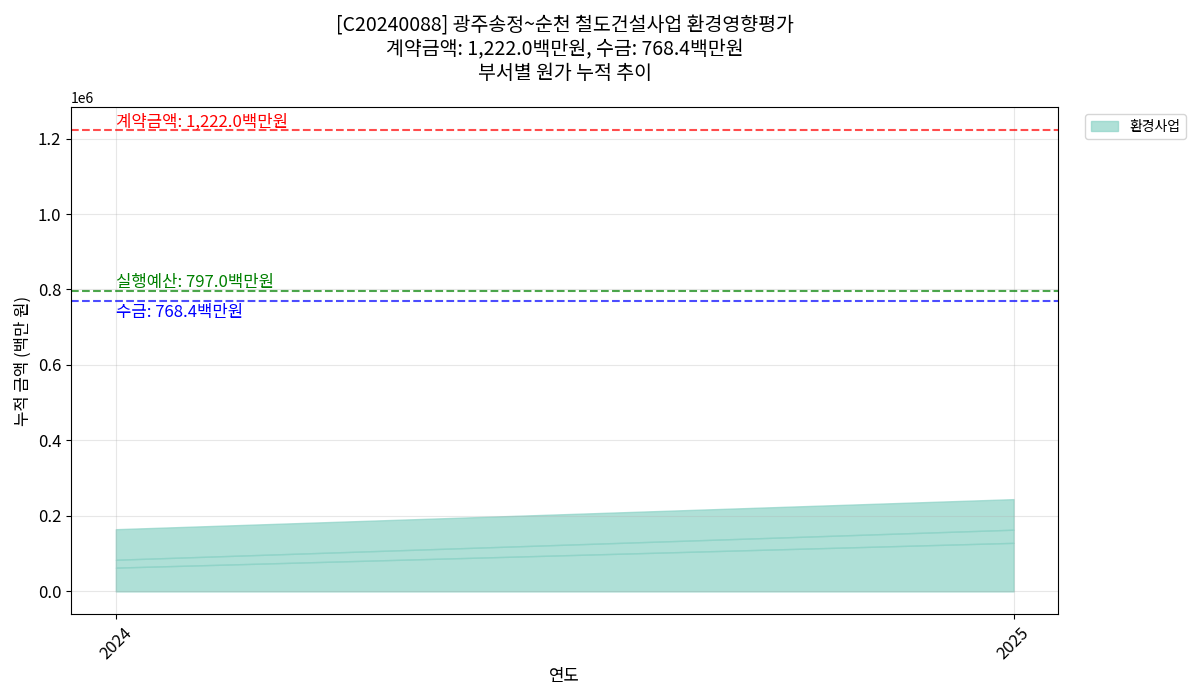 [C20240088] 광주송정~순천 철도건설사업 환경영향평가
계약금액: 1,222.0백만원, 수금: 768.4백만원
부서별 원가 누적 추이
1e6
계약금액: 1,222.0백만원
환경사업
1.2
1.0
실행예산: 797.0백만원
0.8
수금: 768.4백만원
누적 금액 (백만 원)
0.6
0.4
0.2
0.0
2024
2025
연도